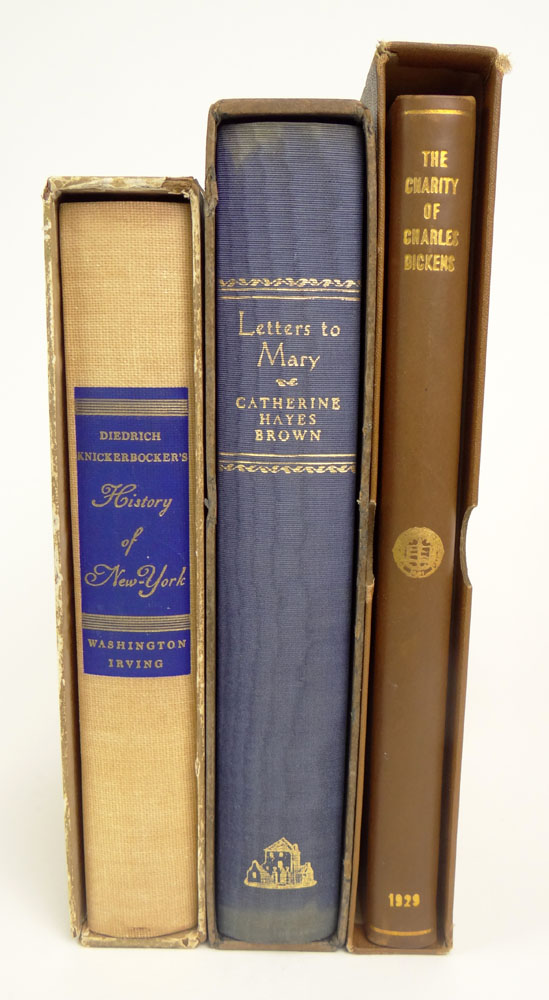 DIEDRICH
KNICKERBOCKER'S
History
of
New-York
WASHINGTON
IRVING
Letters to
Mary
CATHERINE
HAYES
BROWN
THE
CHARITY
OF
CHARLES
DICKENS
1929